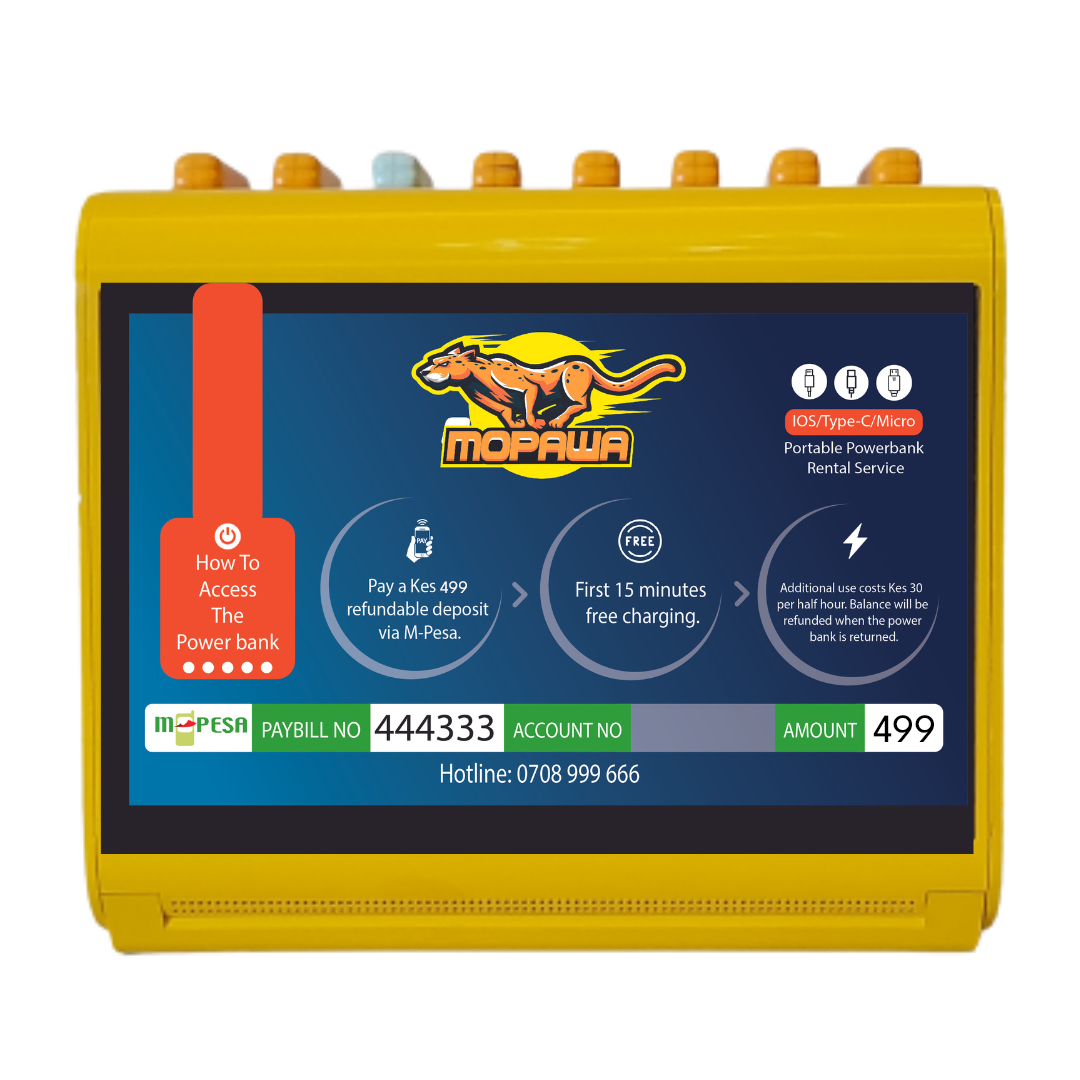 MOPAWA
IOS/Type-C/Micro
Portable Powerbank
Rental Service
How To
Access
The
Power bank
PAY
Pay a Kes 499
refundable deposit
via M-Pesa.
FREE
First 15 minutes
free charging.
Additional use costs Kes 30
per half hour. Balance will be
refunded when the power
bank is returned.
M PESA PAYBILL NO 444333 ACCOUNT NO AMOUNT 499
Hotline: 0708 999 666